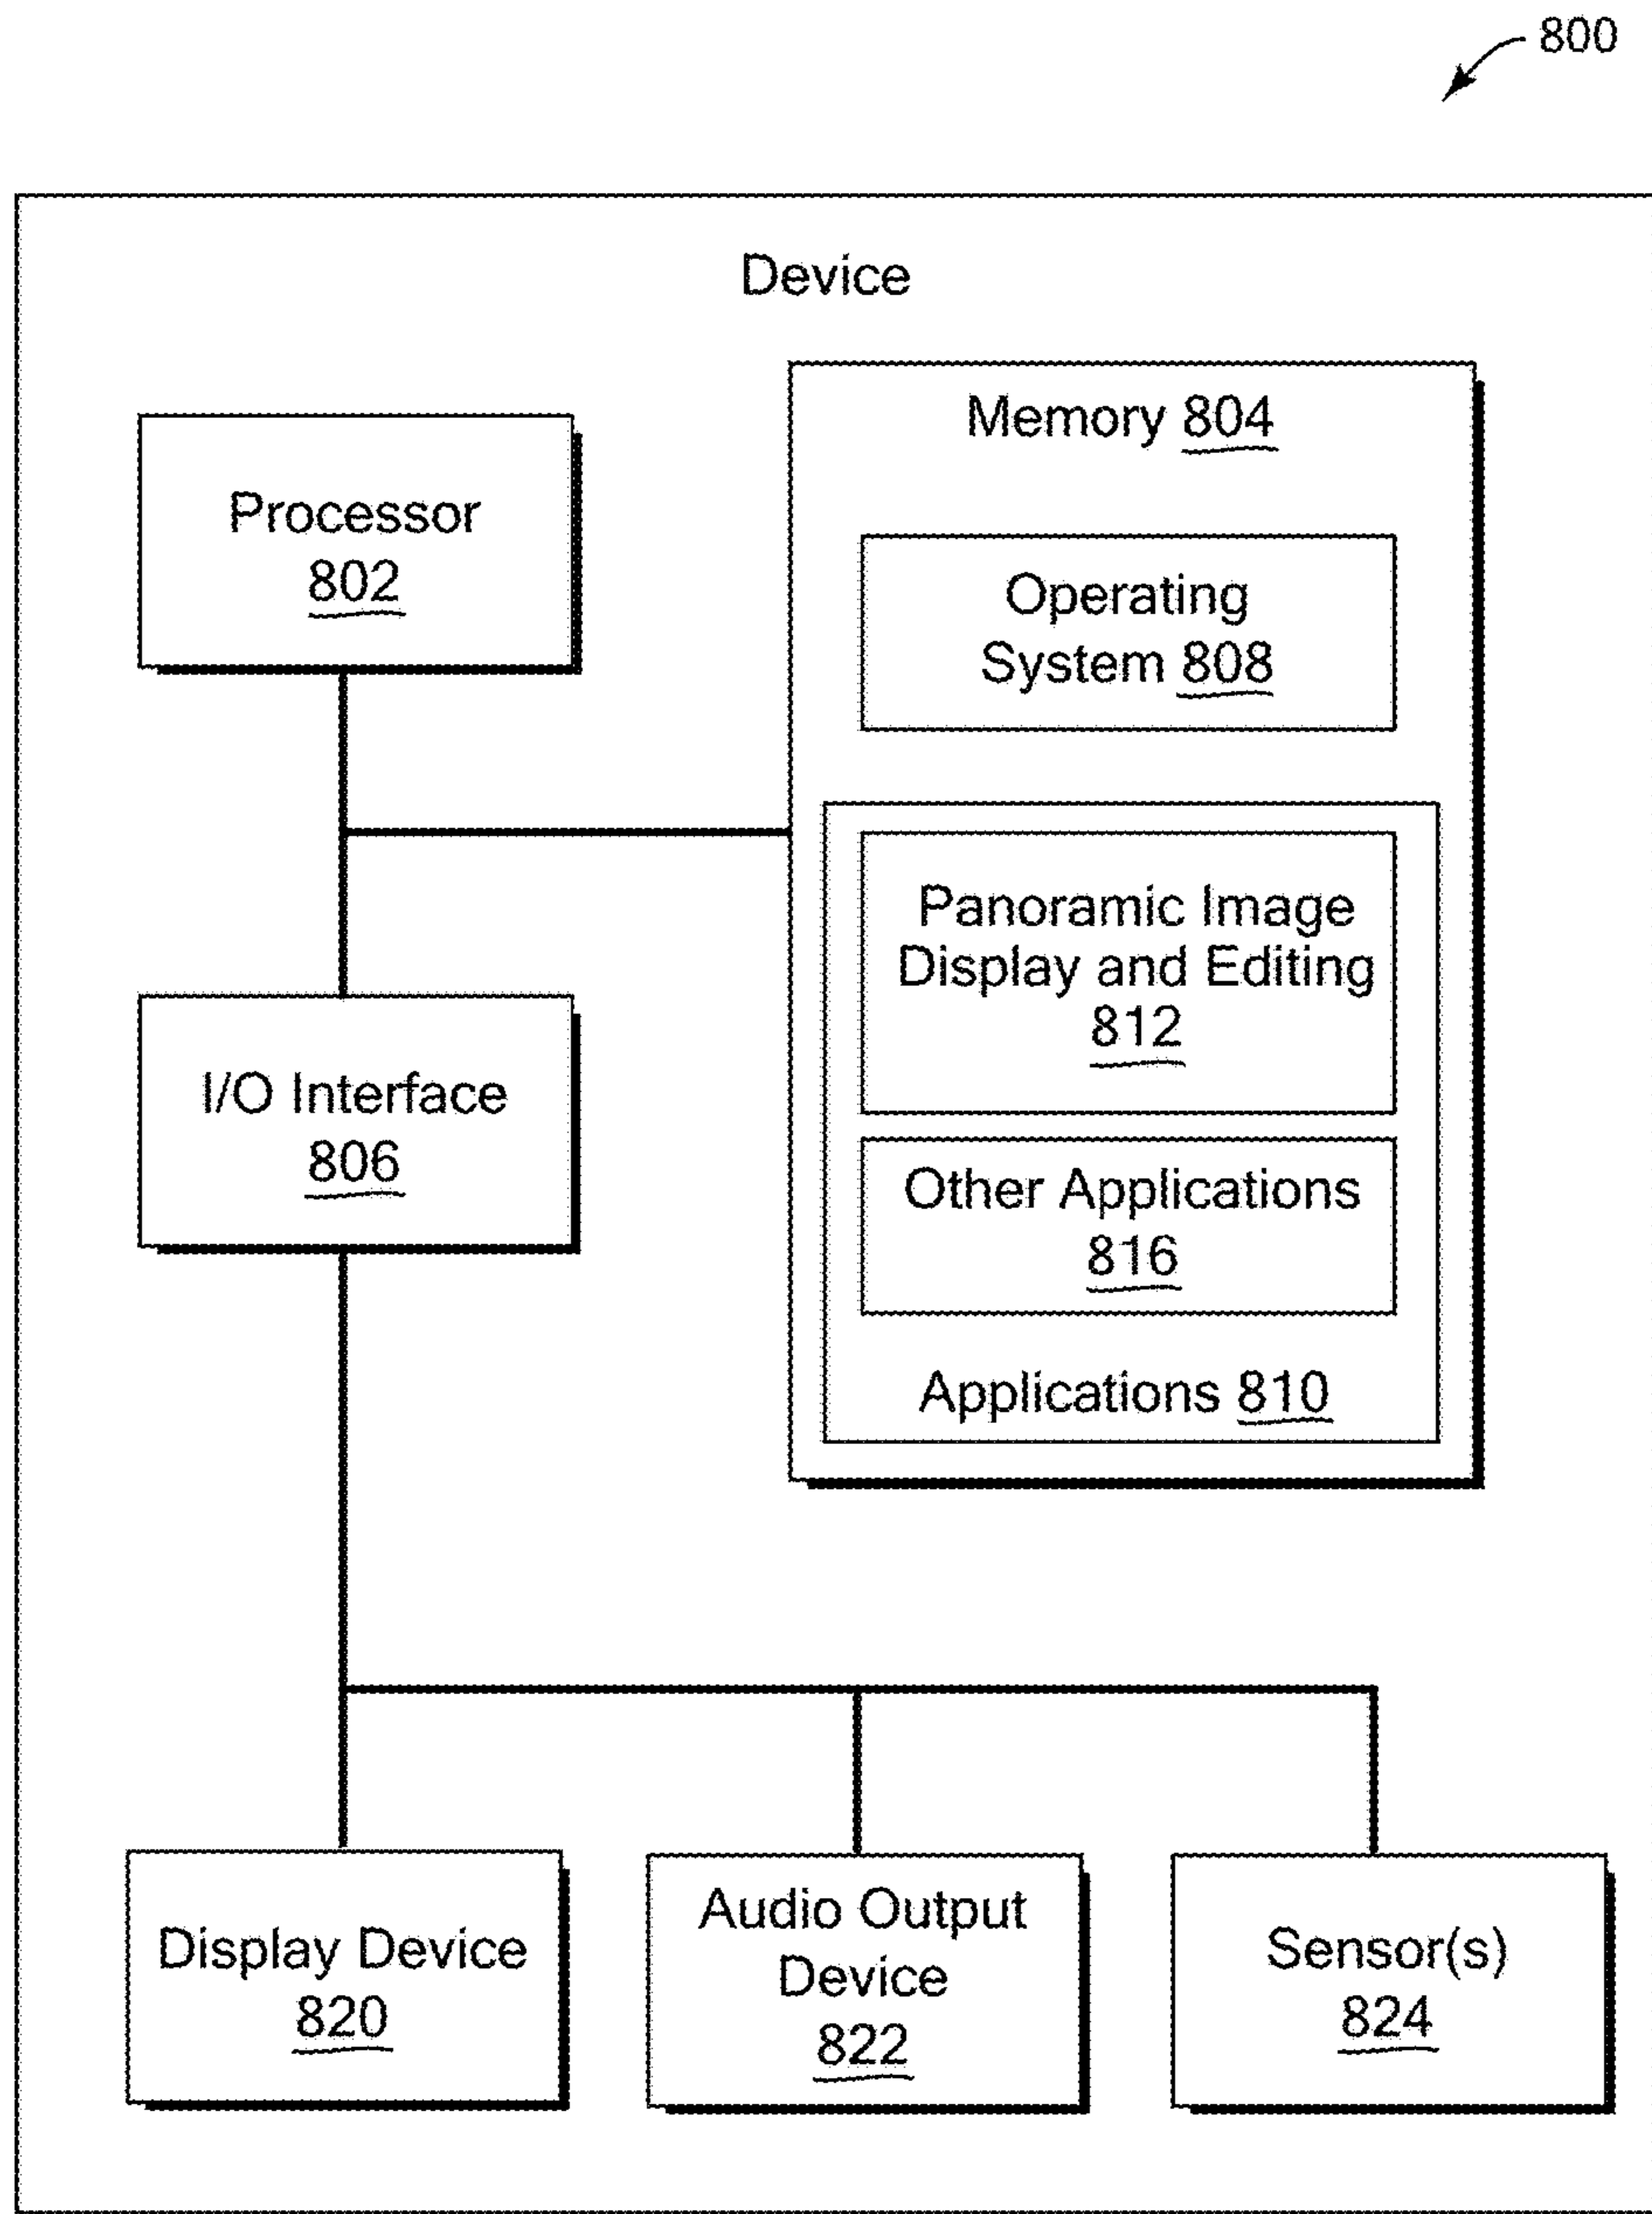 800
Device
Processor
802
Memory 804
Operating
System 808
Panoramic Image
Display and Editing
812
Other Applications
816
Applications 810
I/O Interface
806
Display Device
820
Audio Output
Device
822
Sensor(s)
824